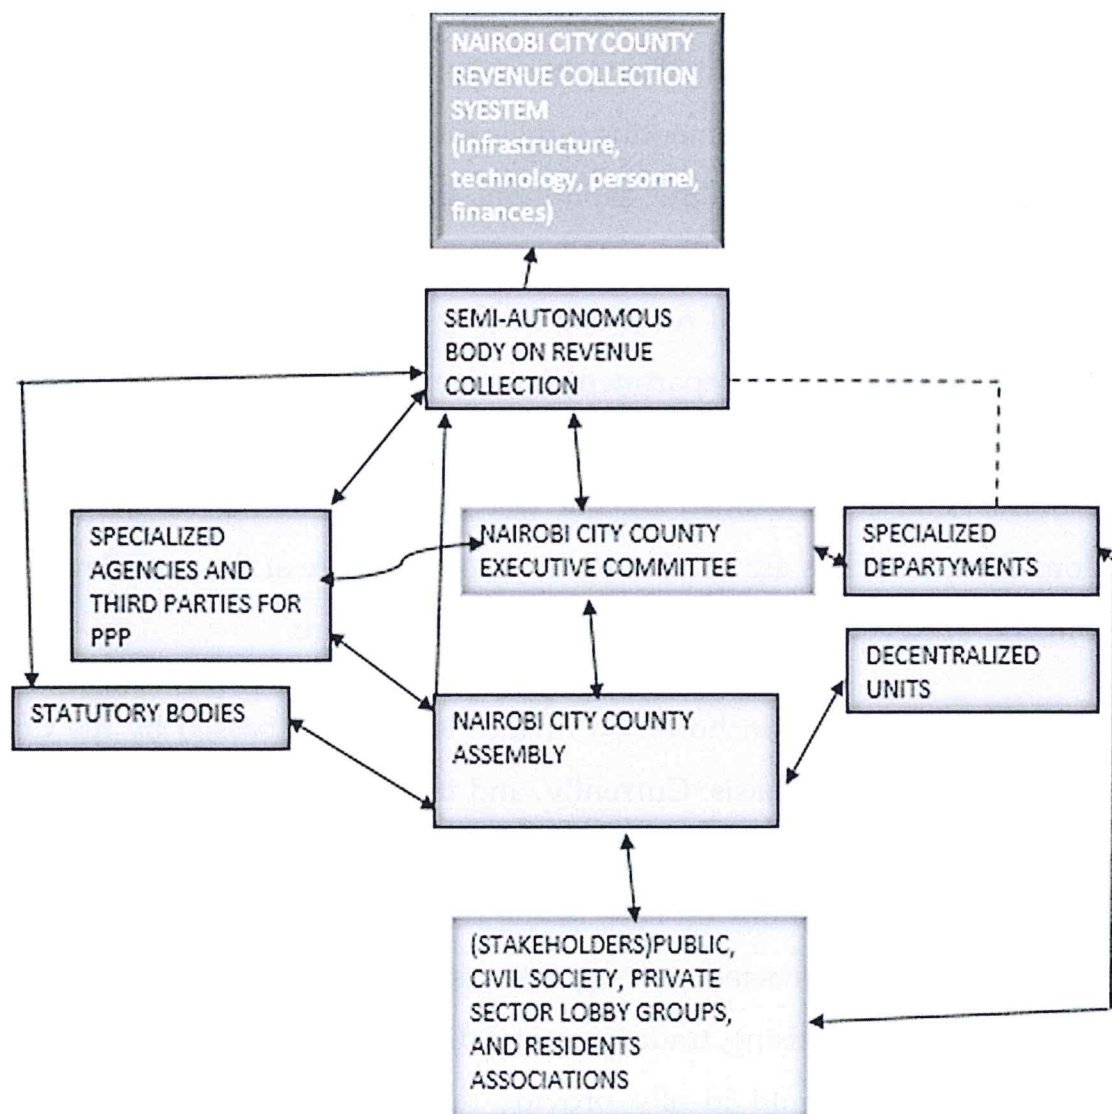 NAIROBI CITY COUNTY
REVENUE COLLECTION
SYESTEM
(infrastructure,
technology, personnel,
finances)
SEMI-AUTONOMOUS
BODY ON REVENUE
COLLECTION
SPECIALIZED
AGENCIES AND
THIRD PARTIES FOR
PPP
NAIROBI CITY COUNTY
EXECUTIVE COMMITTEE
SPECIALIZED
DEPARTYMENTS
DECENTRALIZED
UNITS
STATUTORY BODIES
NAIROBI CITY COUNTY
ASSEMBLY
(STAKEHOLDERS)PUBLIC,
CIVIL SOCIETY, PRIVATE
SECTOR LOBBY GROUPS,
AND RESIDENTS
ASSOCIATIONS